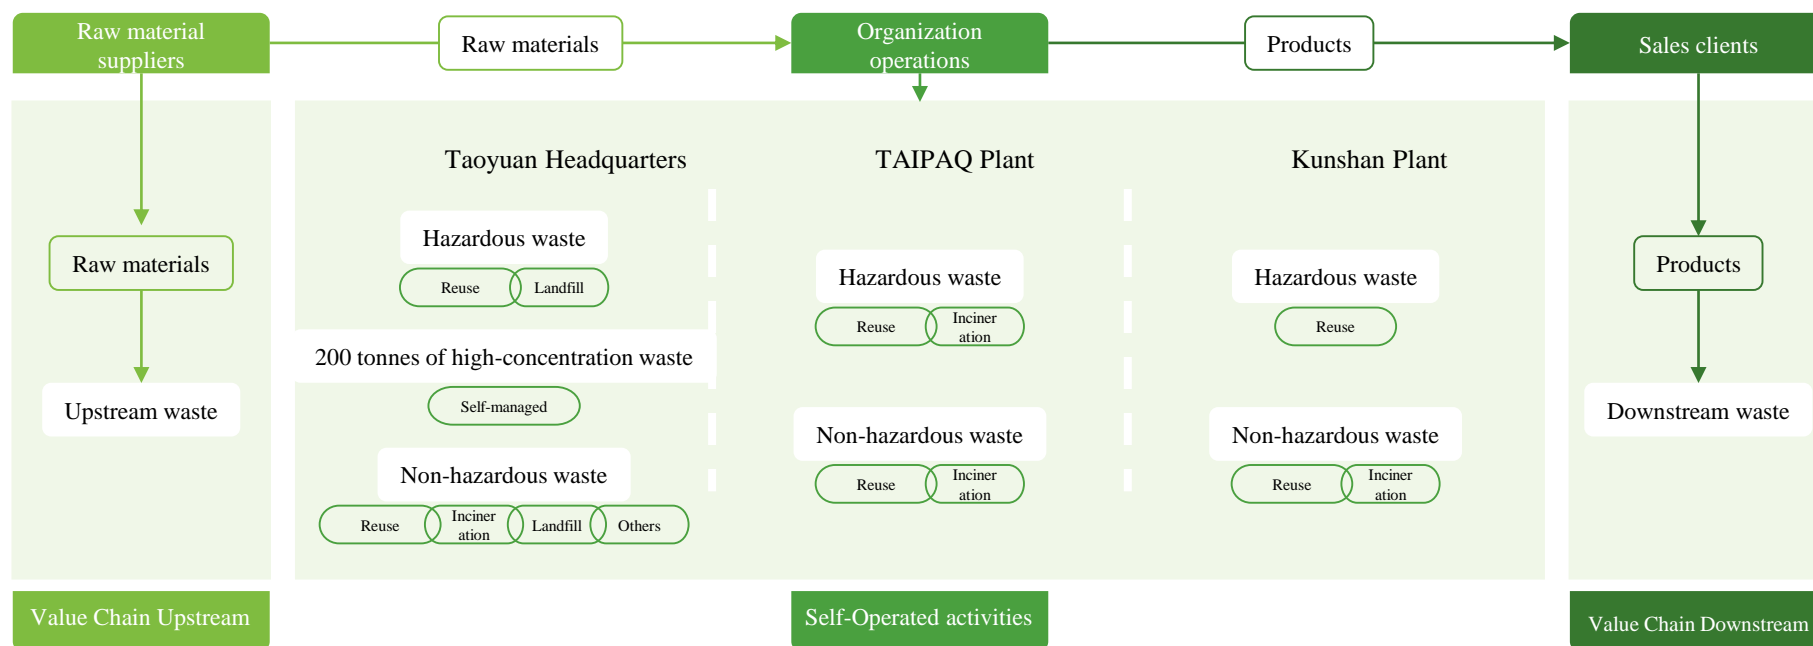 Raw material
suppliers
Raw materials
Organization
operations
Products
Sales clients
Raw materials
Upstream waste
Taoyuan Headquarters
Hazardous waste
Reuse
Landfill
200 tonnes of high-concentration waste
Self-managed
Non-hazardous waste
Reuse
Inciner
ation
Landfill
Others
TAIPAQ Plant
Hazardous waste
Reuse
Inciner
ation
Non-hazardous waste
Reuse
Inciner
ation
Kunshan Plant
Hazardous waste
Reuse
Non-hazardous waste
Reuse
Inciner
ation
Products
Downstream waste
Value Chain Upstream
Self-Operated activities
Value Chain Downstream